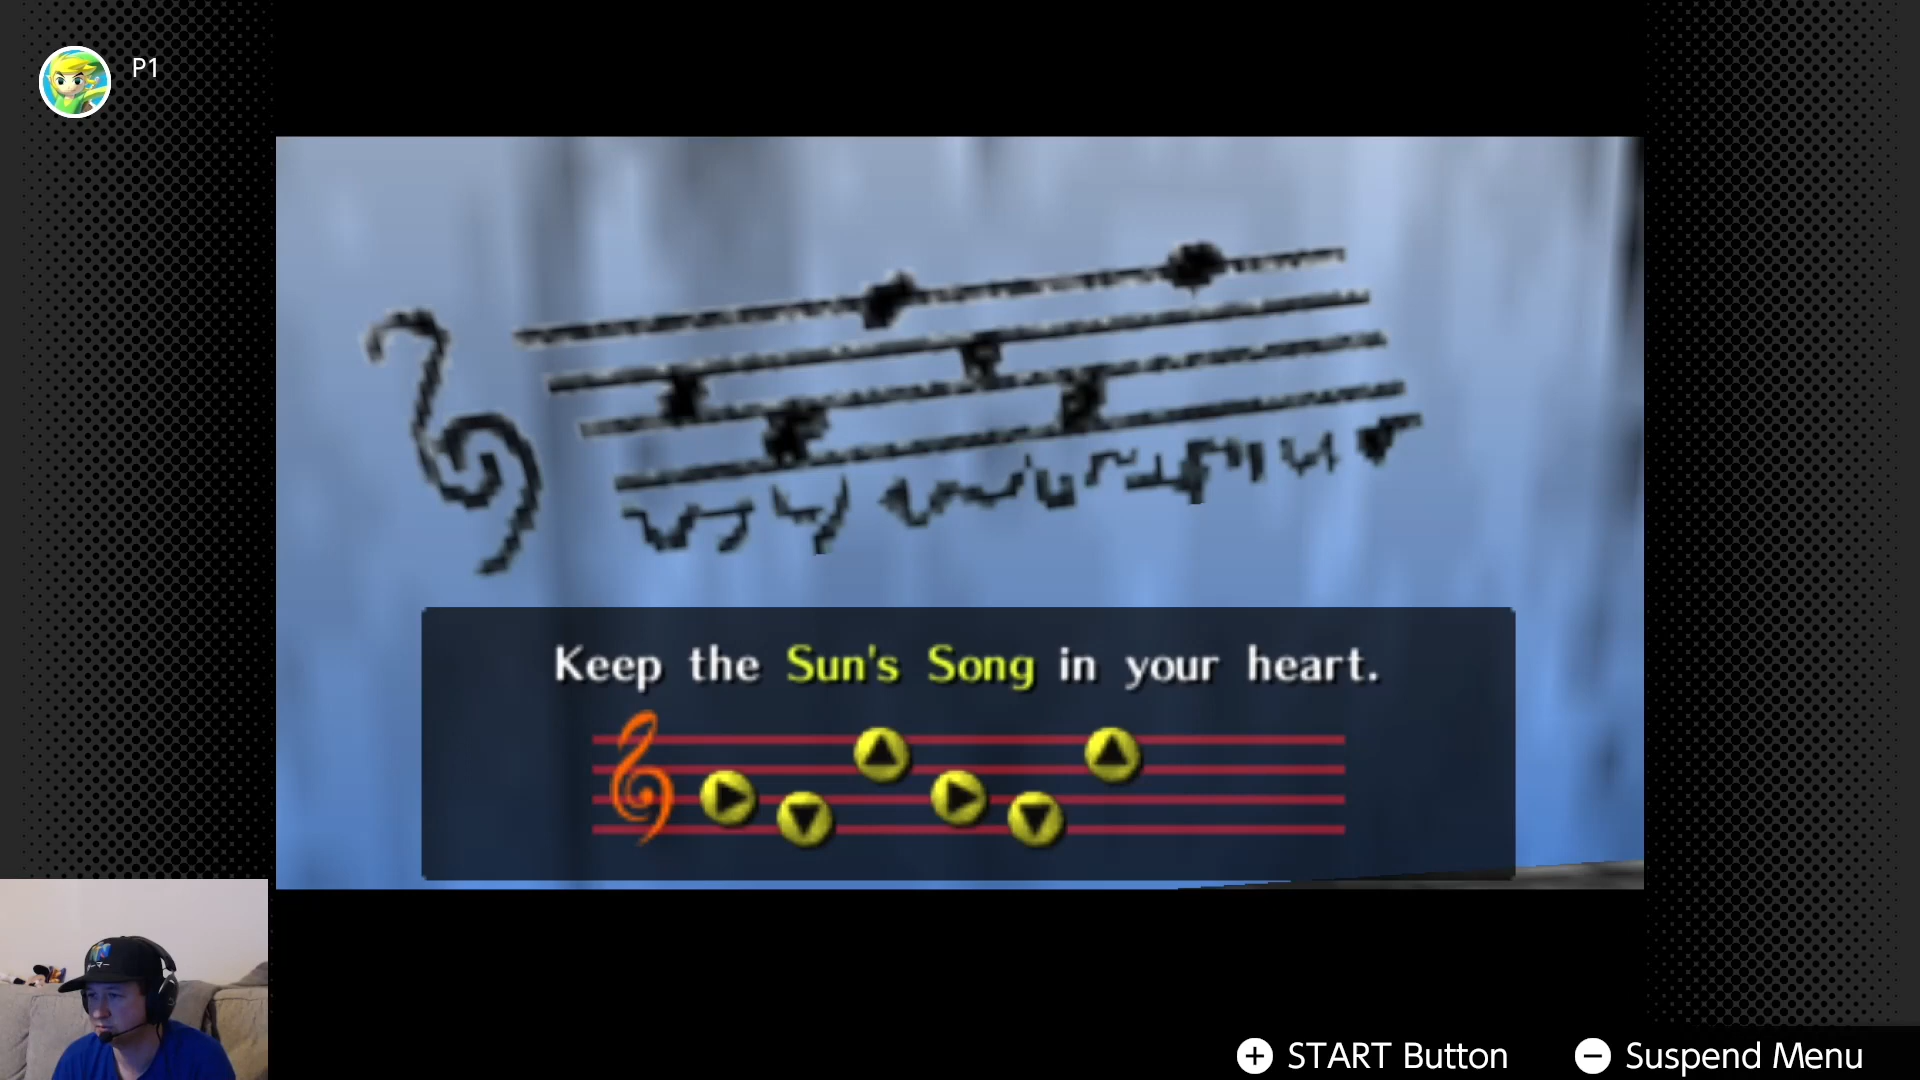 P1
Keep the Sun's Song in your heart.
START Button
Suspend Menu